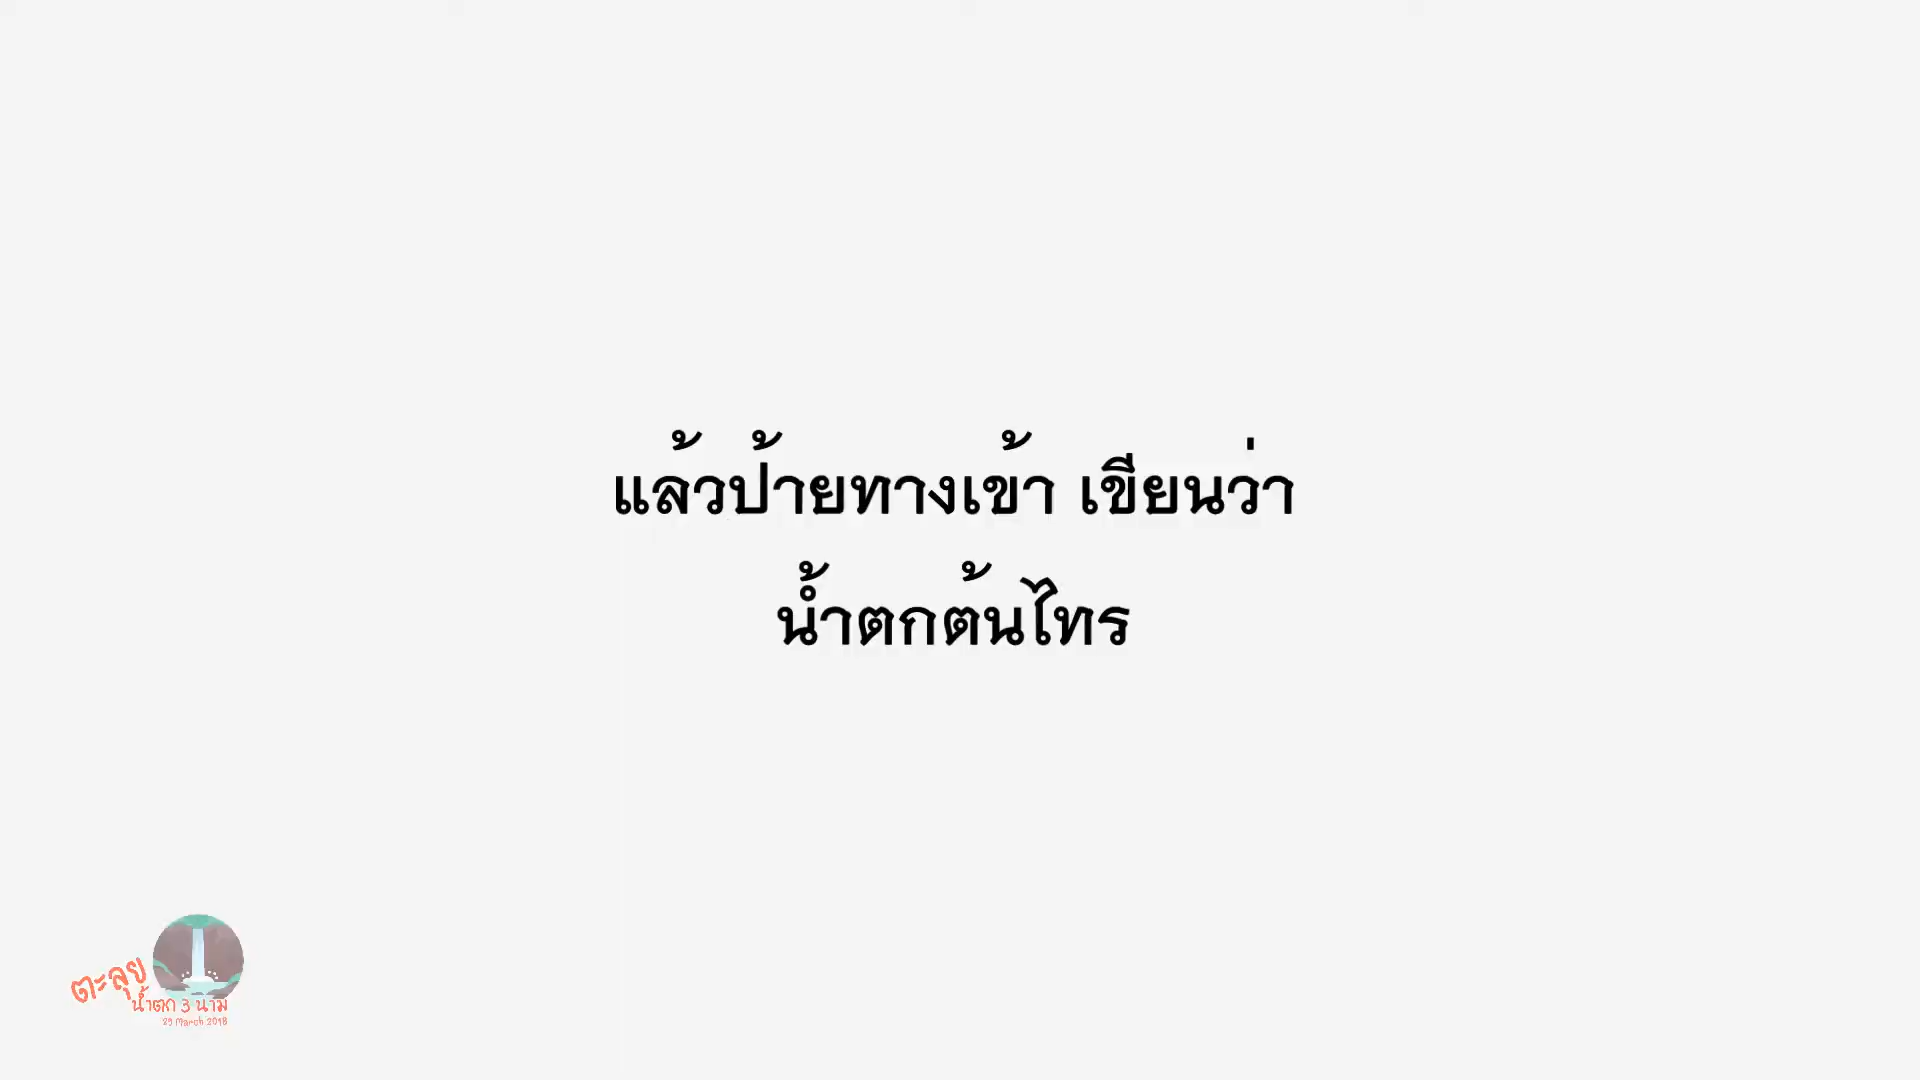 แล้วป้ายทางเข้า เขียนว่า
น้ำตกต้นไทร
ตะลุย
น้ำตก 3 นาม
29 March 2018